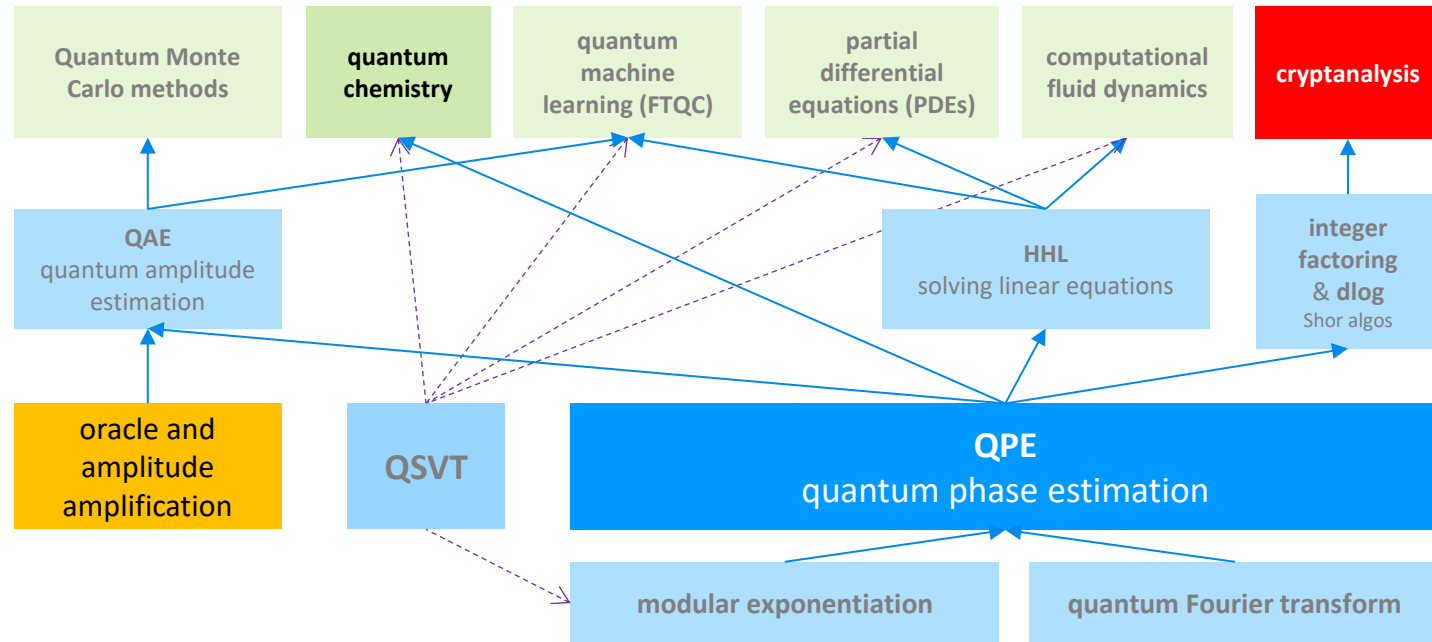 Quantum Monte
Carlo methods
quantum
chemistry
quantum
machine
learning (FTQC)
partial
differential
equations (PDEs)
computational
fluid dynamics
cryptanalysis
QAE
quantum amplitude
estimation
HHL
solving linear equations
integer
factoring
& dlog
Shor algos
oracle and
amplitude
amplification
QSVT
QPE
quantum phase estimation
modular exponentiation
quantum Fourier transform